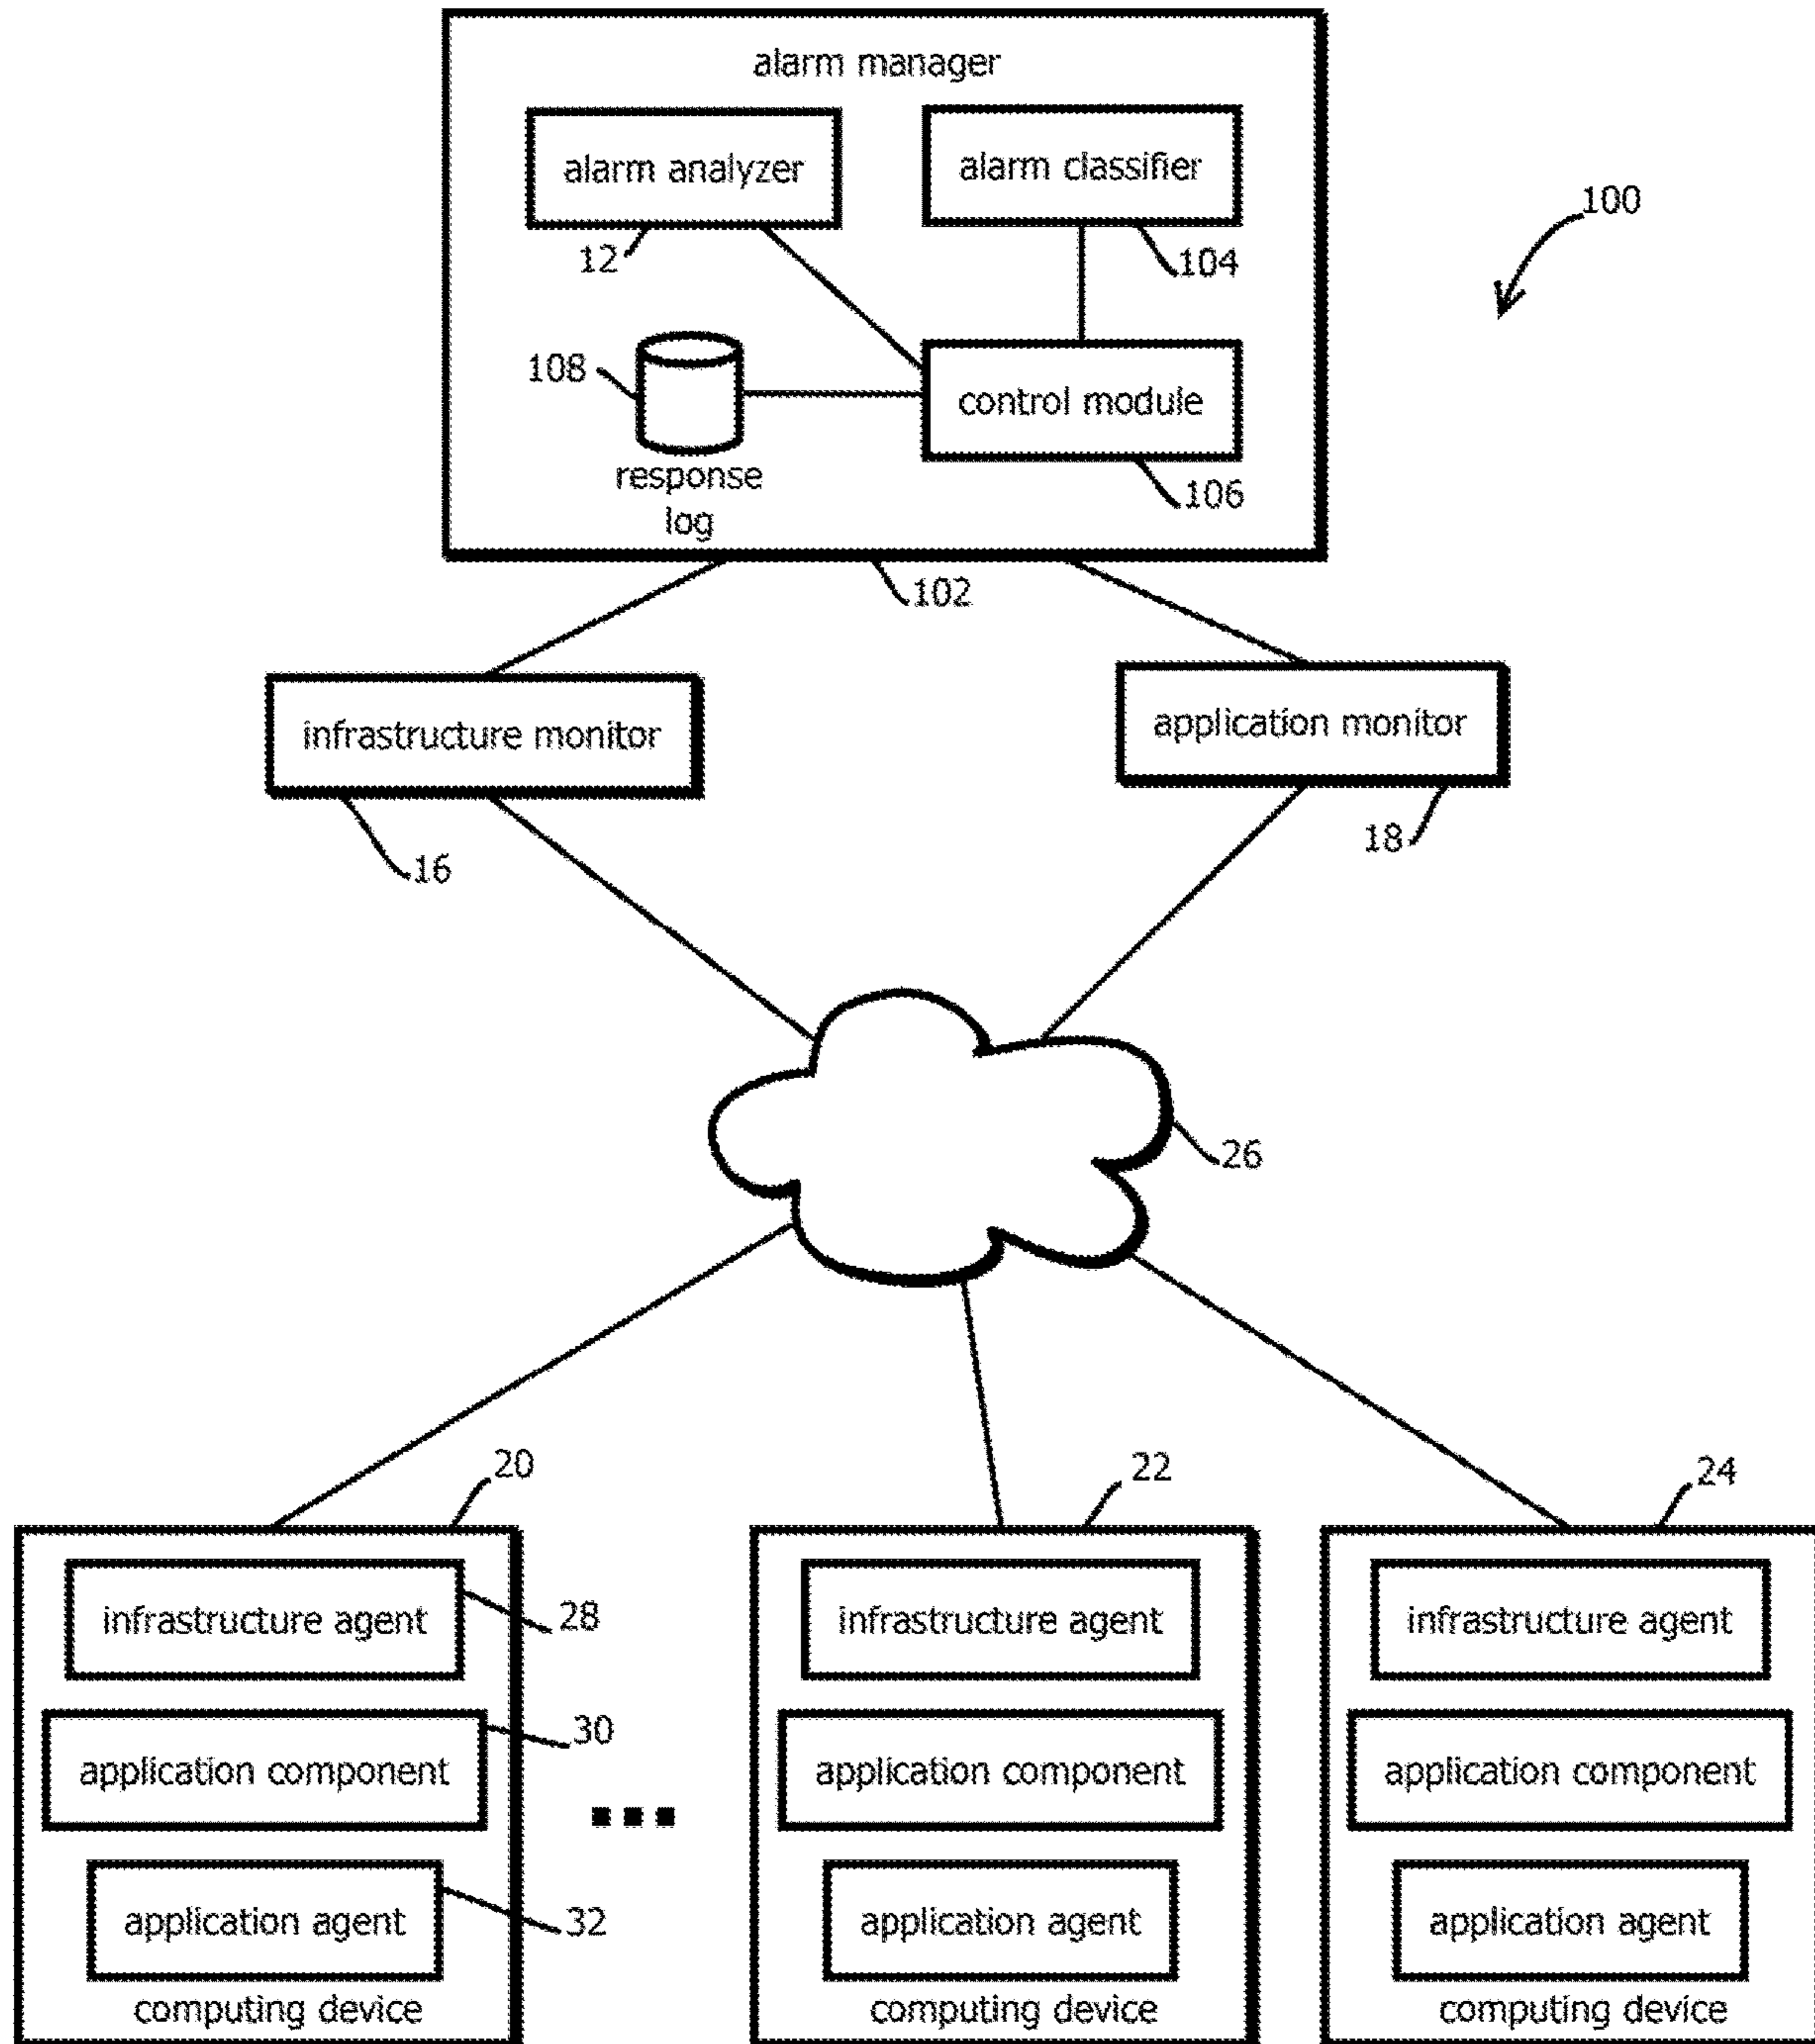 alarm manager
alarm analyzer
alarm classifier
100
12
104
108
control module
response
log
106
102
infrastructure monitor
application monitor
16
18
26
20
22
24
infrastructure agent
28
infrastructure agent
infrastructure agent
30
application component
application component
application component
application agent
32
application agent
application agent
computing device
computing device
computing device